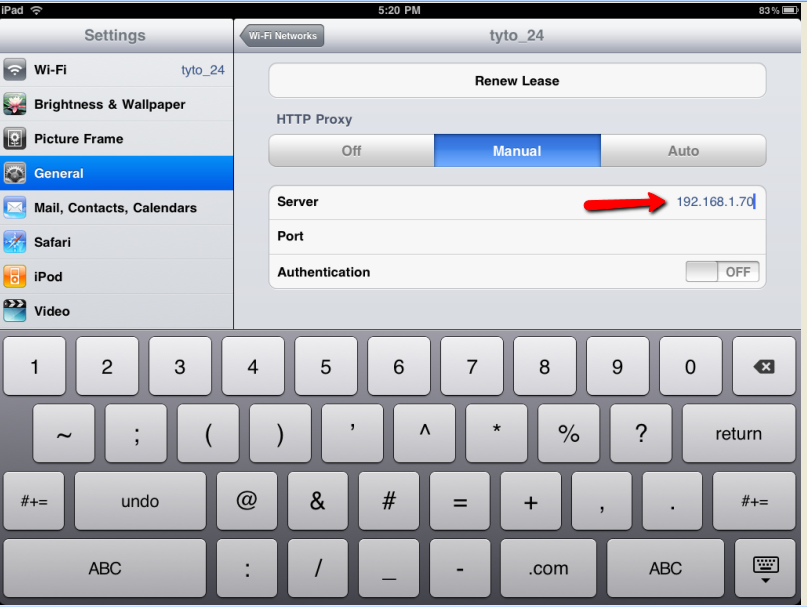 iPad 5:20 PM 83%
Settings Wi-Fi Networks tyto_24
Wi-Fi tyto_24
Brightness & Wallpaper
Picture Frame
General
Mail, Contacts, Calendars
Safari
iPod
Video
Renew Lease
HTTP Proxy
Off Manual Auto
Server 192.168.1.70
Port
Authentication OFF
1 2 3 4 5 6 7 8 9 0
~ ; ( ) ' ^ * % ? return
#+= undo @ & # = + , . #+=
ABC : / _ - .com ABC